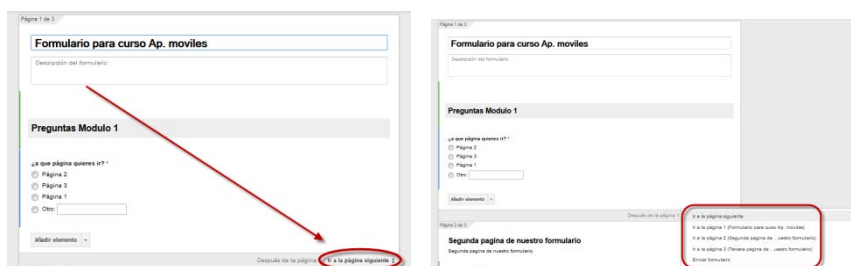 Página 1 de 3
Formulario para curso Ap. moviles
Descripción del formulario
Preguntas Modulo 1
¿a que página quieres ir? *
Página 2
Página 3
Página 1
Otro:
Añadir elemento
Después de la página 1
Ir a la página siguiente
Página 1 de 3
Formulario para curso Ap. moviles
Descripción del formulario
Preguntas Modulo 1
¿a que página quieres ir? *
Página 2
Página 3
Página 1
Otro:
Añadir elemento
Después de la página 1
Ir a la página siguiente
Ir a la página 1 (Formulario para curso Ap. moviles)
Ir a la página 2 (Segunda pagina de ...uestro formulario)
Ir a la página 3 (Tercera pagina de ...uestro formulario)
Enviar formulario
Página 2 de 3
Segunda pagina de nuestro formulario
Segunda pagina de nuestro formulario